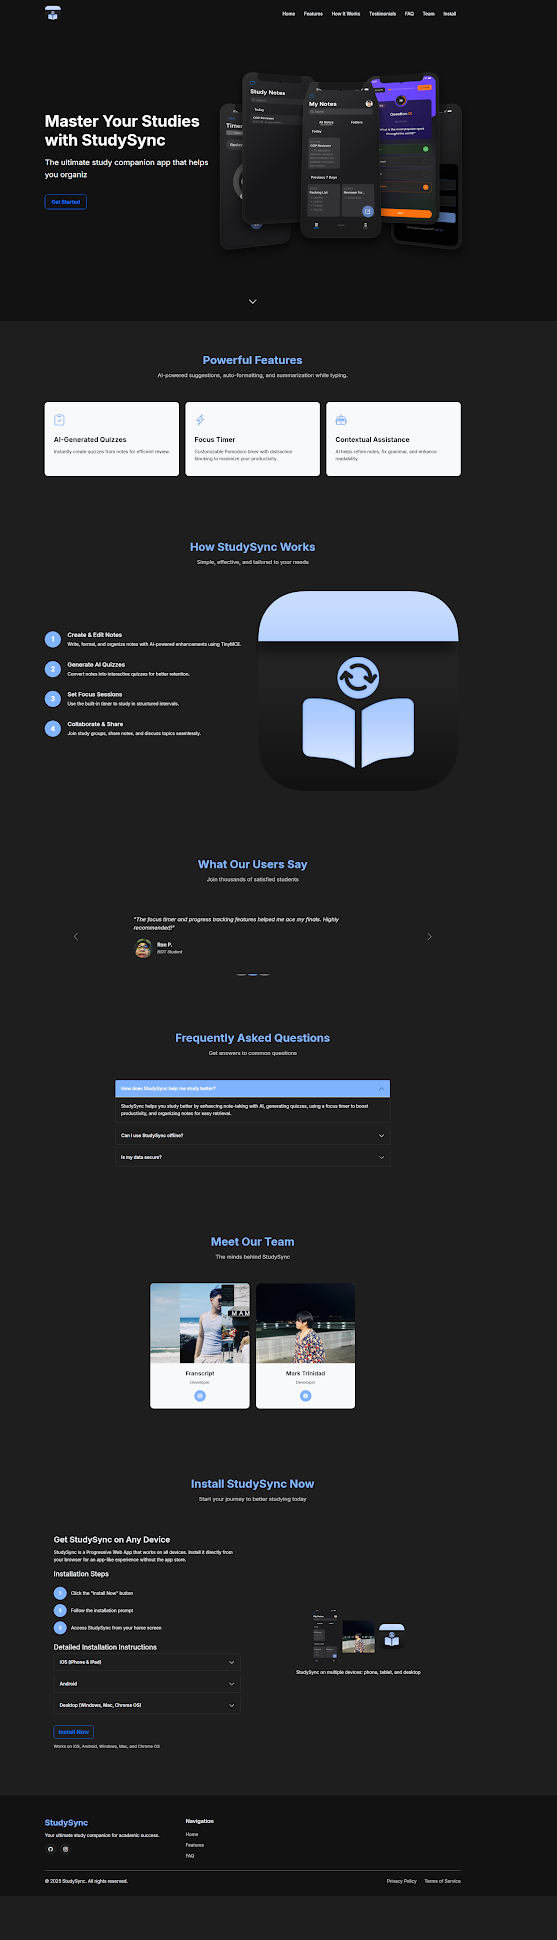 Home Features How It Works Testimonials FAQ Team Install
Master Your Studies
with StudySync
The ultimate study companion app that helps
you organiz
Get Started
Study Notes
Today
My Notes
All Notes Folders
Today
OOP Reviewer
Previous 7 Days
Packing List
Question
Powerful Features
AI-powered suggestions, auto-formatting, and summarization while typing.
AI-Generated Quizzes
Instantly create quizzes from notes for efficient review.
Focus Timer
Customizable Pomodoro timer with distraction
blocking to maximize your productivity.
Contextual Assistance
AI helps refine notes, fix grammar, and enhance
readability.
How StudySync Works
Simple, effective, and tailored to your needs
1 Create & Edit Notes
Write, format, and organize notes with AI-powered enhancements using TinyMCE.
2 Generate AI Quizzes
Convert notes into interactive quizzes for better retention.
3 Set Focus Sessions
Use the built-in timer to study in structured intervals.
4 Collaborate & Share
Join study groups, share notes, and discuss topics seamlessly.
What Our Users Say
Join thousands of satisfied students
"The focus timer and progress tracking features helped me ace my finals. Highly
recommended!"
Ron P.
BSIT Student
Frequently Asked Questions
Get answers to common questions
How does StudySync help me study better?
StudySync helps you study better by enhancing note-taking with AI, generating quizzes, using a focus timer to boost
productivity, and organizing notes for easy retrieval.
Can I use StudySync offline?
Is my data secure?
Meet Our Team
The minds behind StudySync
MAM
Franscript
Developer
Mark Trinidad
Developer
Install StudySync Now
Start your journey to better studying today
Get StudySync on Any Device
StudySync is a Progressive Web App that works on all devices. Install it directly from
your browser for an app-like experience without the app store.
Installation Steps
1 Click the "Install Now" button
2 Follow the installation prompt
3 Access StudySync from your home screen
Detailed Installation Instructions
iOS (iPhone & iPad)
Android
Desktop (Windows, Mac, Chrome OS)
Install Now
Works on iOS, Android, Windows, Mac, and Chrome OS
StudySync on multiple devices: phone, tablet, and desktop
StudySync
Your ultimate study companion for academic success.
Navigation
Home
Features
FAQ
© 2025 StudySync. All rights reserved.
Privacy Policy Terms of Service